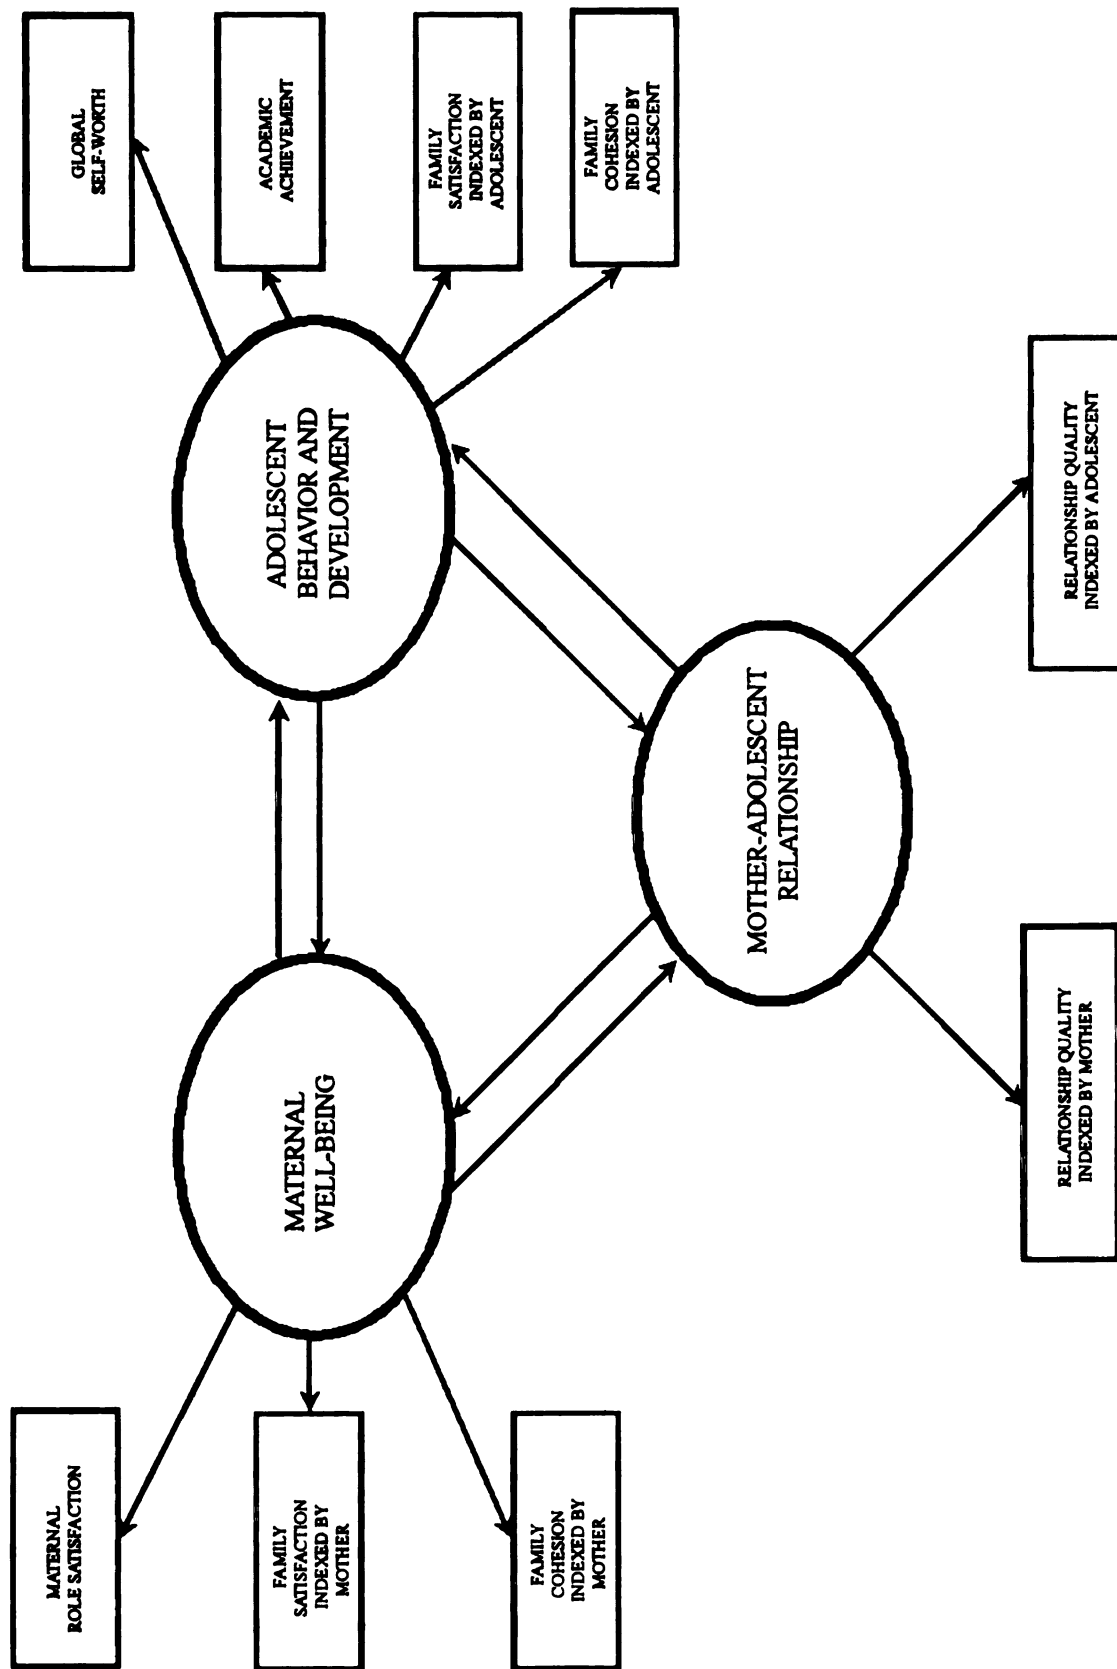 MATERNAL
ROLE SATISFACTION
FAMILY
SATISFACTION
INDEXED BY
MOTHER
FAMILY
COHESION
INDEXED BY
MOTHER
MATERNAL
WELL-BEING
ADOLESCENT
BEHAVIOR AND
DEVELOPMENT
GLOBAL
SELF-WORTH
ACADEMIC
ACHIEVEMENT
FAMILY
SATISFACTION
INDEXED BY
ADOLESCENT
FAMILY
COHESION
INDEXED BY
ADOLESCENT
MOTHER-ADOLESCENT
RELATIONSHIP
RELATIONSHIP QUALITY
INDEXED BY MOTHER
RELATIONSHIP QUALITY
INDEXED BY ADOLESCENT